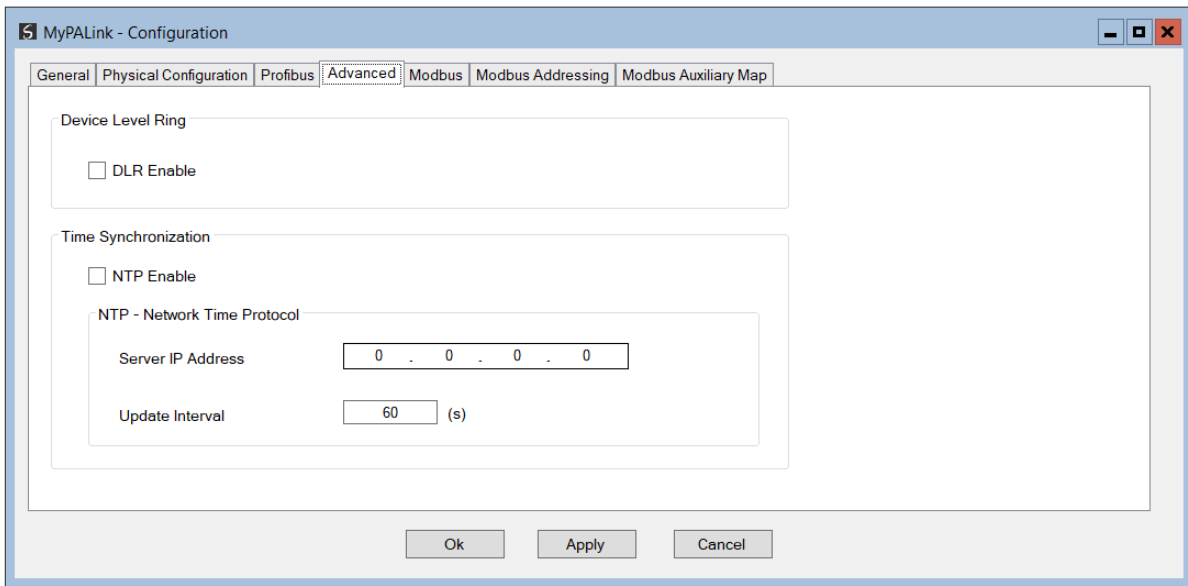 MyPALink - Configuration
General Physical Configuration Profibus Advanced Modbus Modbus Addressing Modbus Auxiliary Map
Device Level Ring
DLR Enable
Time Synchronization
NTP Enable
NTP - Network Time Protocol
Server IP Address 0 . 0 . 0 . 0
Update Interval 60 (s)
Ok Apply Cancel